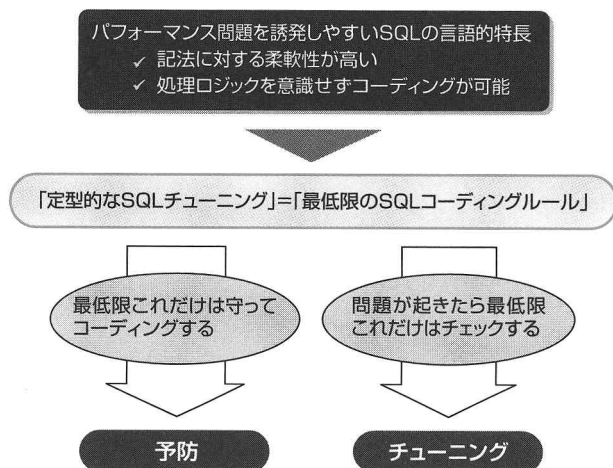 パフォーマンス問題を誘発しやすいSQLの言語的特長
✓ 記法に対する柔軟性が高い
✓ 処理ロジックを意識せずコーディングが可能
「定型的なSQLチューニング」=「最低限のSQLコーディングルール」
最低限これだけは守って
コーディングする
問題が起きたら最低限
これだけはチェックする
予防
チューニング